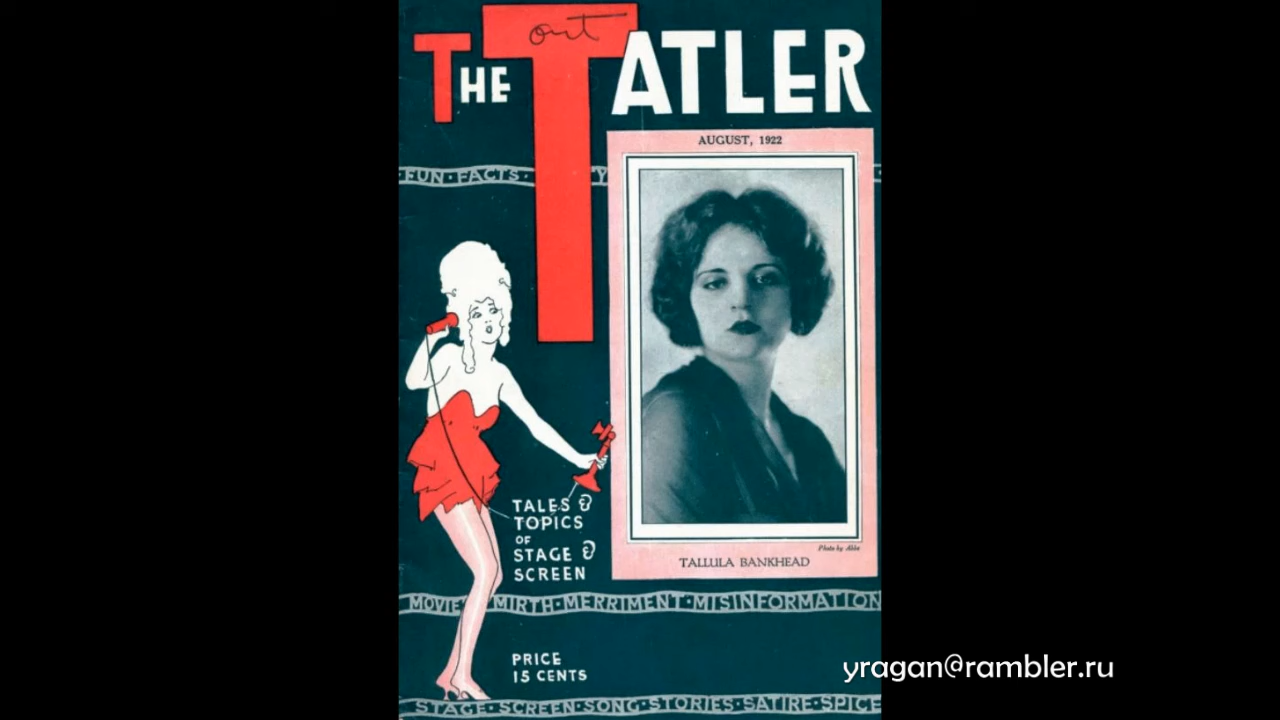 out
THE TATLER
AUGUST, 1922
FUN·FACTS·
TALES &
TOPICS
OF
STAGE &
SCREEN
Photo by Abbe
TALLULA BANKHEAD
MOVIE MIRTH·MERRIMENT·MISINFORMATION
PRICE
15 CENTS
yragan@rambler.ru
STAGE·SCREEN·SONG·STORIES·SATIRE·SPICE